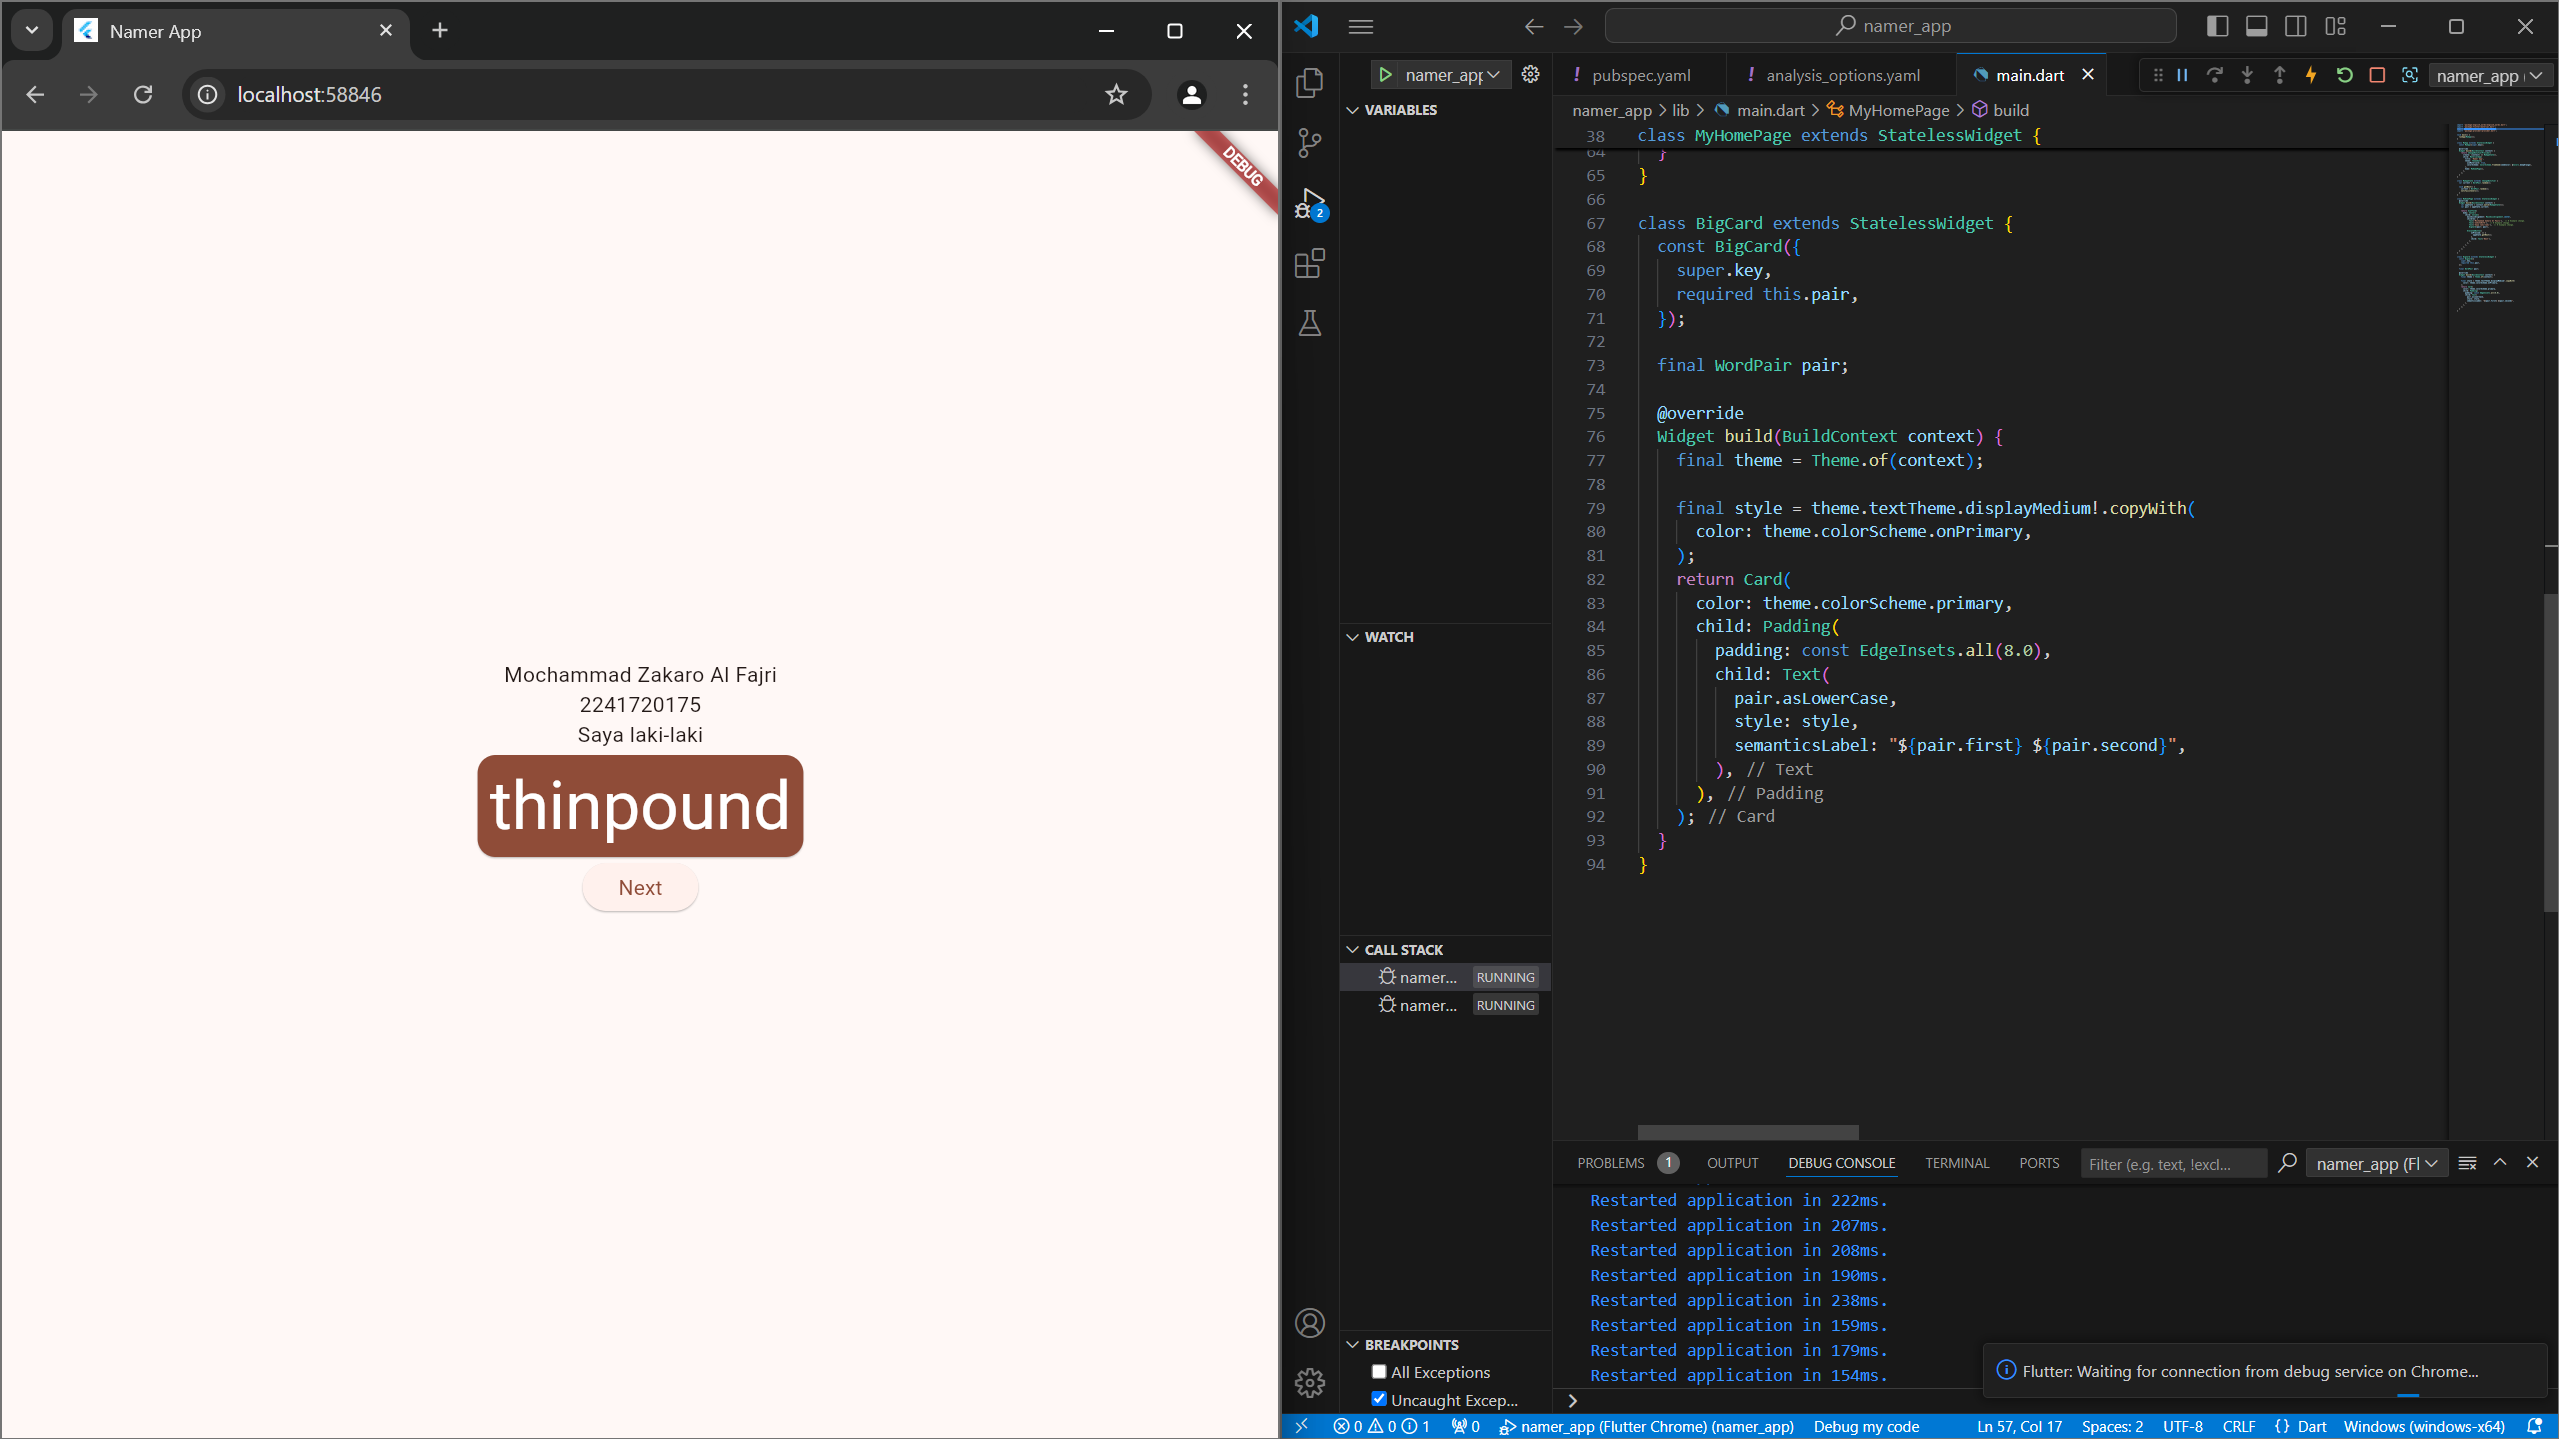 Namer App
localhost:58846
DEBUG
Mochammad Zakaro Al Fajri
2241720175
Saya laki-laki
thinpound
Next
namer_app
namer_app
VARIABLES
WATCH
CALL STACK
namer... RUNNING
namer... RUNNING
BREAKPOINTS
All Exceptions
Uncaught Excep...
2
pubspec.yaml
analysis_options.yaml
main.dart
namer_app (
namer_app > lib > main.dart > MyHomePage > build
38 class MyHomePage extends StatelessWidget {
64 }
65 }
66
67 class BigCard extends StatelessWidget {
68 const BigCard({
69 super.key,
70 required this.pair,
71 });
72
73 final WordPair pair;
74
75 @override
76 Widget build(BuildContext context) {
77 final theme = Theme.of(context);
78
79 final style = theme.textTheme.displayMedium!.copyWith(
80 color: theme.colorScheme.onPrimary,
81 );
82 return Card(
83 color: theme.colorScheme.primary,
84 child: Padding(
85 padding: const EdgeInsets.all(8.0),
86 child: Text(
87 pair.asLowerCase,
88 style: style,
89 semanticsLabel: "${pair.first} ${pair.second}",
90 ), // Text
91 ), // Padding
92 ); // Card
93 }
94 }
PROBLEMS 1 OUTPUT DEBUG CONSOLE TERMINAL PORTS Filter (e.g. text, !excl... namer_app (Fl
Restarted application in 222ms.
Restarted application in 207ms.
Restarted application in 208ms.
Restarted application in 190ms.
Restarted application in 238ms.
Restarted application in 159ms.
Restarted application in 179ms.
Restarted application in 154ms.
Flutter: Waiting for connection from debug service on Chrome...
0 0 1 0 namer_app (Flutter Chrome) (namer_app) Debug my code Ln 57, Col 17 Spaces: 2 UTF-8 CRLF {} Dart Windows (windows-x64)